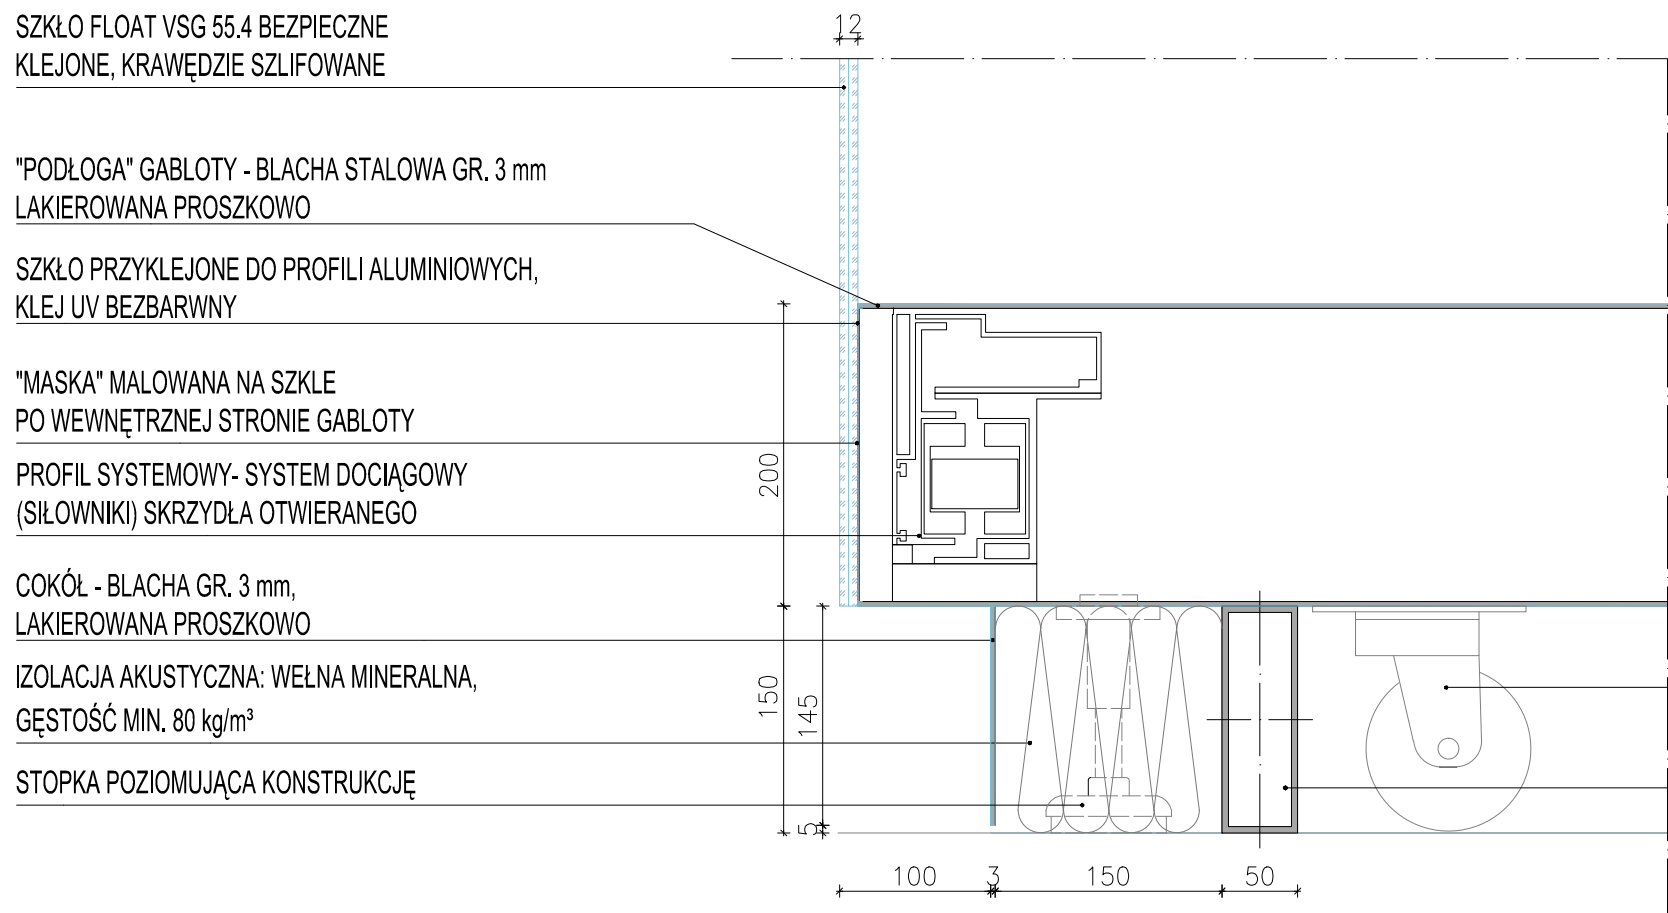 SZKŁO FLOAT VSG 55.4 BEZPIECZNE
KLEJONE, KRAWĘDZIE SZLIFOWANE
12
"PODŁOGA" GABLOTY - BLACHA STALOWA GR. 3 mm
LAKIEROWANA PROSZKOWO
SZKŁO PRZYKLEJONE DO PROFILI ALUMINIOWYCH,
KLEJ UV BEZBARWNY
"MASKA" MALOWANA NA SZKLE
PO WEWNĘTRZNEJ STRONIE GABLOTY
PROFIL SYSTEMOWY- SYSTEM DOCIĄGOWY
(SIŁOWNIKI) SKRZYDŁA OTWIERANEGO
200
COKÓŁ - BLACHA GR. 3 mm,
LAKIEROWANA PROSZKOWO
IZOLACJA AKUSTYCZNA: WEŁNA MINERALNA,
GĘSTOŚĆ MIN. 80 kg/m³
STOPKA POZIOMUJĄCA KONSTRUKCJĘ
150
145
5
100
3
150
50